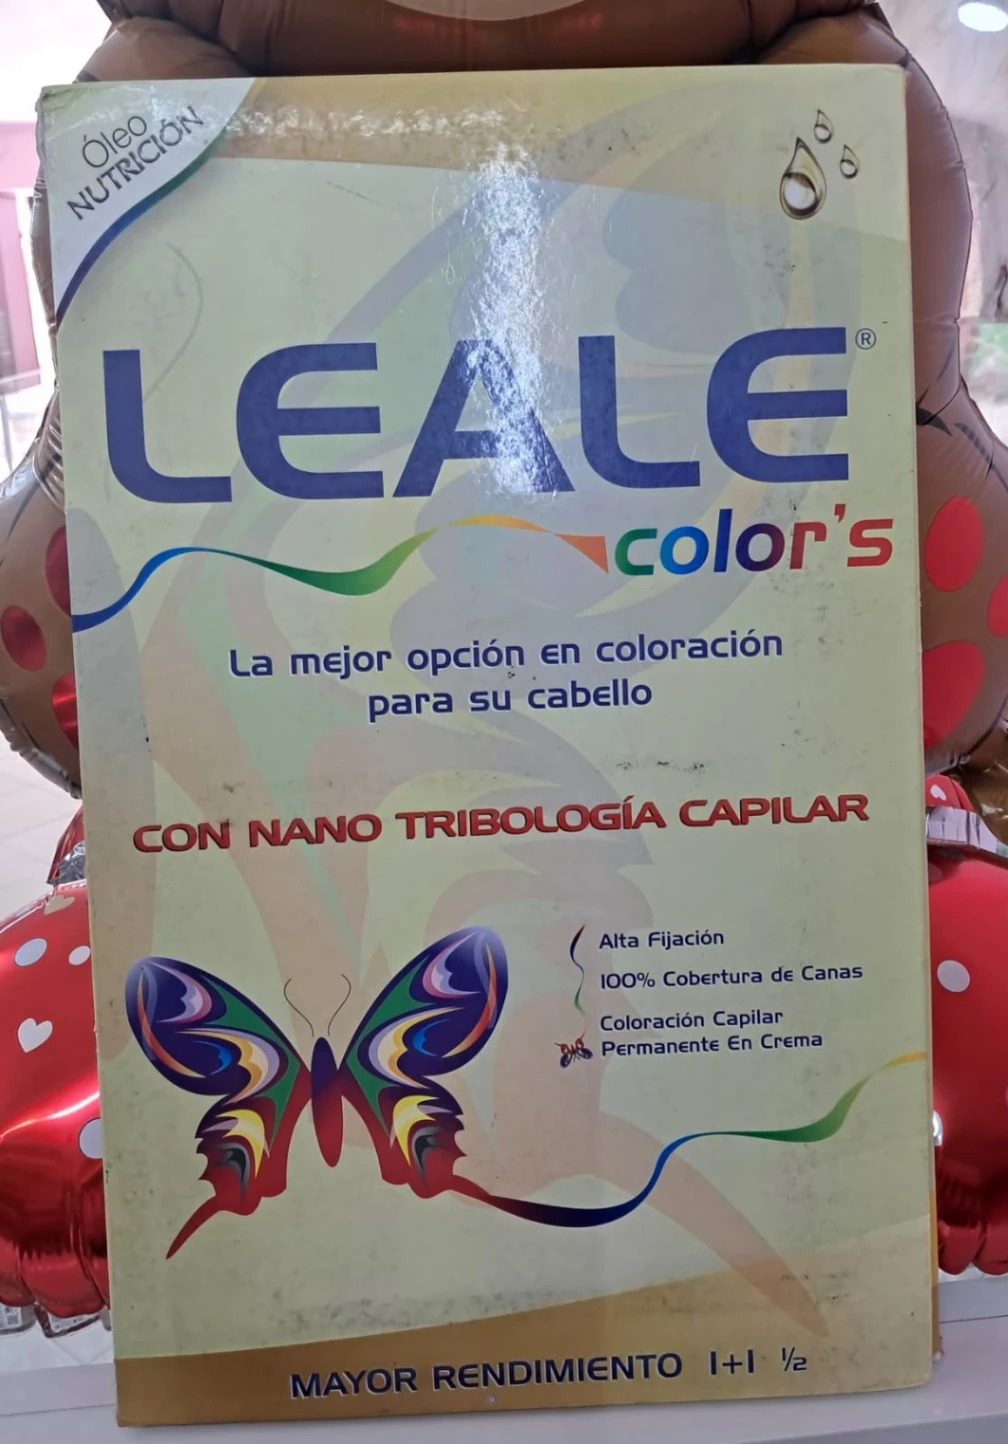 Óleo
NUTRICIÓN
LEALE®
color's
La mejor opción en coloración
para su cabello
CON NANO TRIBOLOGÍA CAPILAR
Alta Fijación
100% Cobertura de Canas
Coloración Capilar
Permanente En Crema
MAYOR RENDIMIENTO 1+1 ½